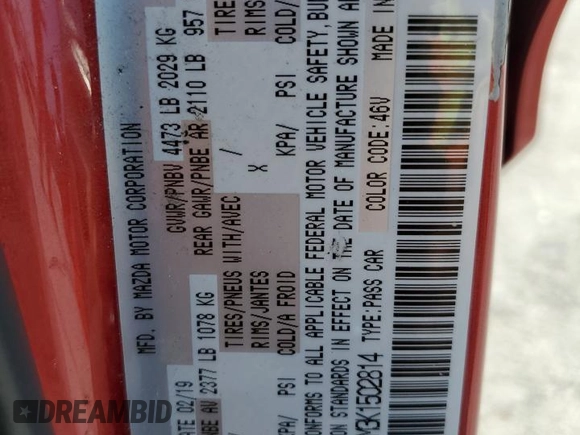 MFD. BY MAZDA MOTOR CORPORATION
DATE 02/19 GVWR/PNBV 4473 LB 2029 KG
PNBE AV 2377 LB 1078 KG REAR GAWR/PNBE AR 2110 LB 957
TIRES/PNEUS WITH/AVEC / TIRE
RIMS/JANTES X RIMS
COLD/A FROID KPA/ PSI COLD/
KPA/ PSI
CONFORMS TO ALL APPLICABLE FEDERAL MOTOR VEHICLE SAFETY, BU
STANDARDS IN EFFECT ON THE DATE OF MANUFACTURE SHOWN A
V3K1502814 TYPE:PASS CAR COLOR CODE:46V MADE IN
DREAMBID